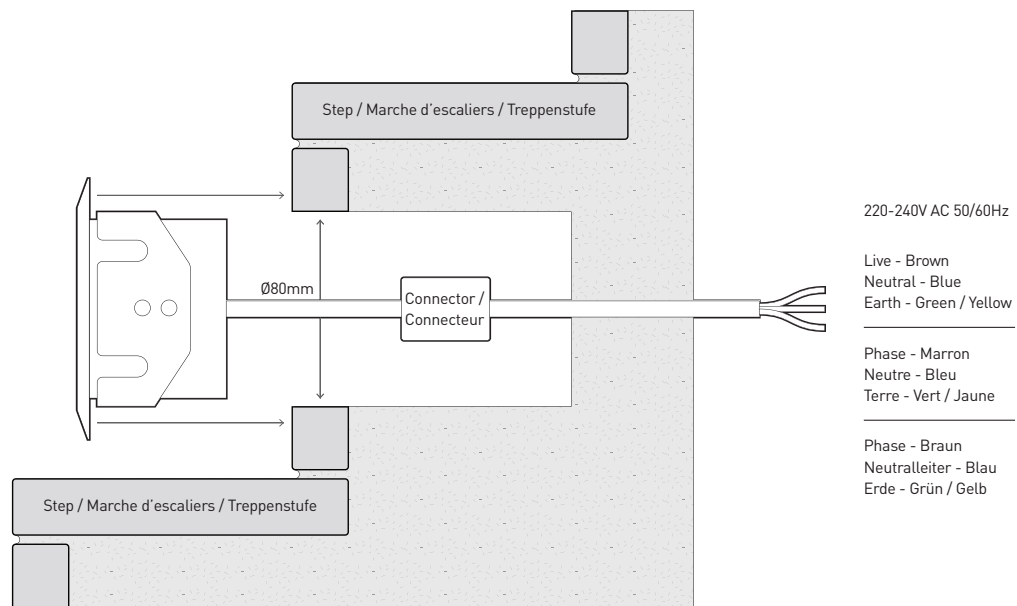 Step / Marche d'escaliers / Treppenstufe
220-240V AC 50/60Hz
Live - Brown
Neutral - Blue
Earth - Green / Yellow
Ø80mm
Connector /
Connecteur
Phase - Marron
Neutre - Bleu
Terre - Vert / Jaune
Phase - Braun
Neutralleiter - Blau
Erde - Grün / Gelb
Step / Marche d'escaliers / Treppenstufe